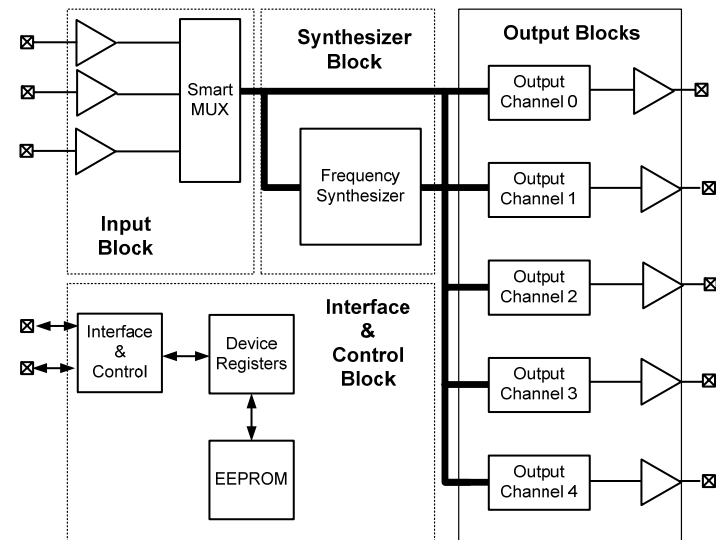 Smart
MUX
Input
Block
Synthesizer
Block
Frequency
Synthesizer
Output Blocks
Output
Channel 0
Output
Channel 1
Output
Channel 2
Output
Channel 3
Output
Channel 4
Interface
&
Control
Block
Interface
&
Control
Device
Registers
EEPROM